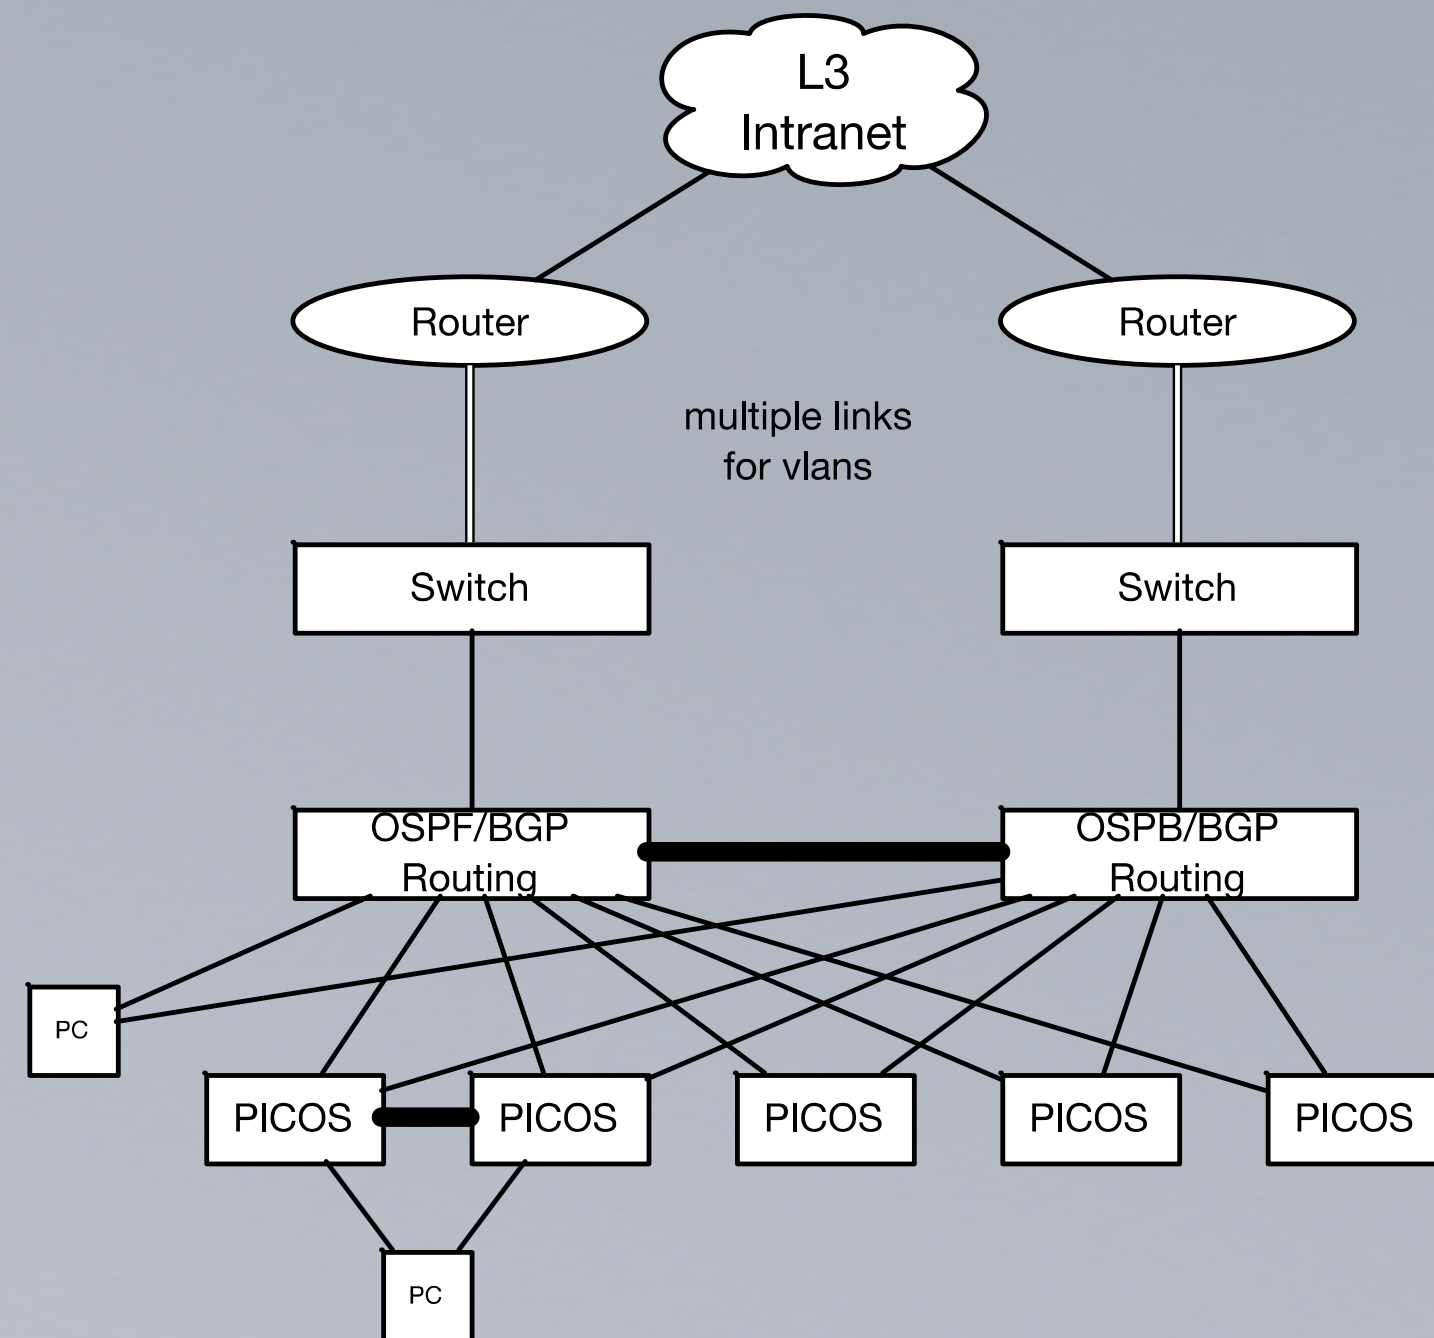 L3
Intranet
Router
Router
multiple links
for vlans
Switch
Switch
OSPF/BGP
Routing
OSPB/BGP
Routing
PC
PICOS
PICOS
PICOS
PICOS
PICOS
PC